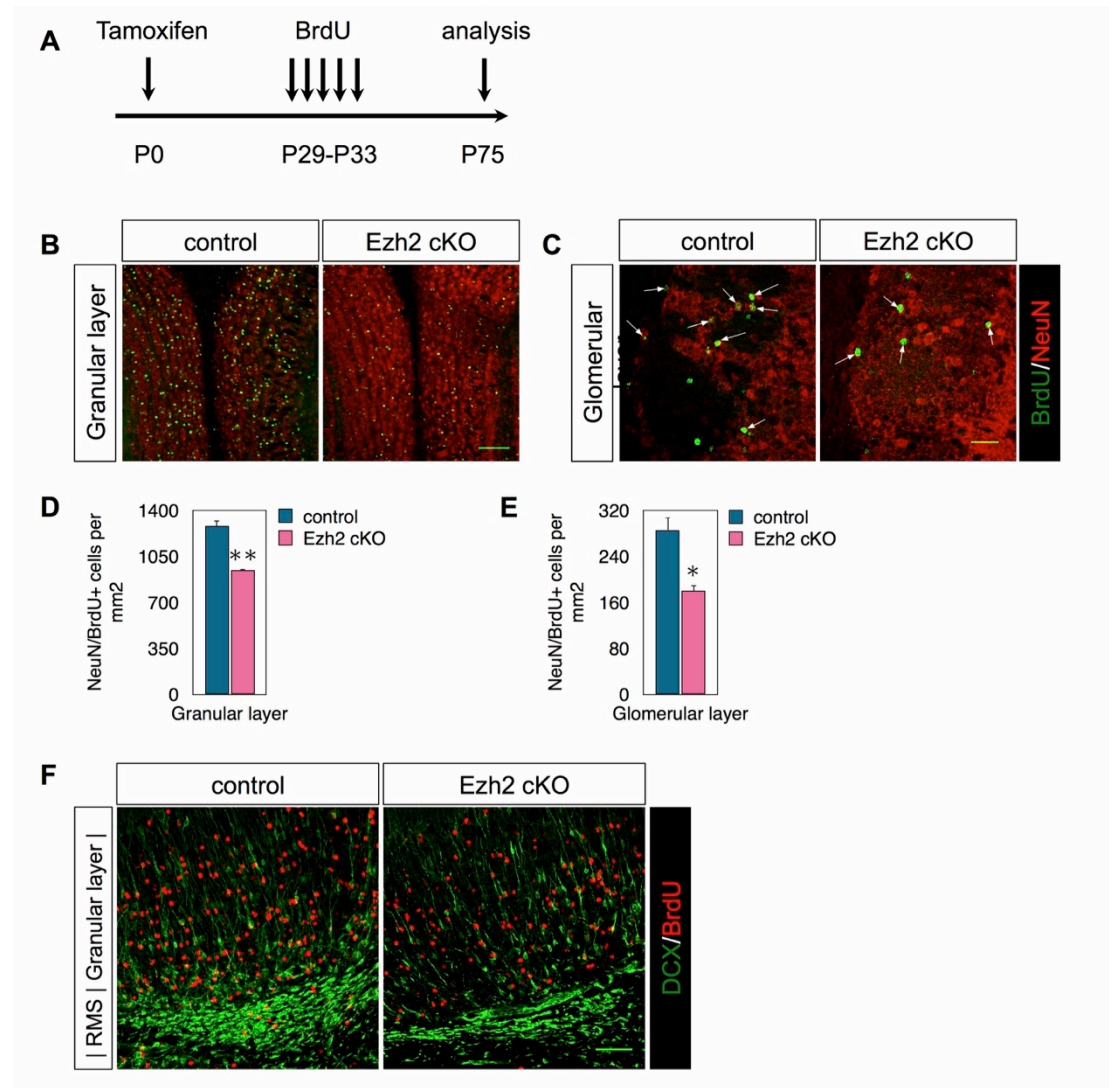 A
Tamoxifen BrdU analysis
P0 P29-P33 P75
B
control Ezh2 cKO
Granular layer
C
control Ezh2 cKO
Glomerular
BrdU/NeuN
D
NeuN/BrdU+ cells per
mm2
1400
1050
700
350
0
Granular layer
control
Ezh2 cKO
**
E
NeuN/BrdU+ cells per
mm2
320
240
160
80
0
Glomerular layer
control
Ezh2 cKO
*
F
control Ezh2 cKO
| RMS | Granular layer |
DCX/BrdU